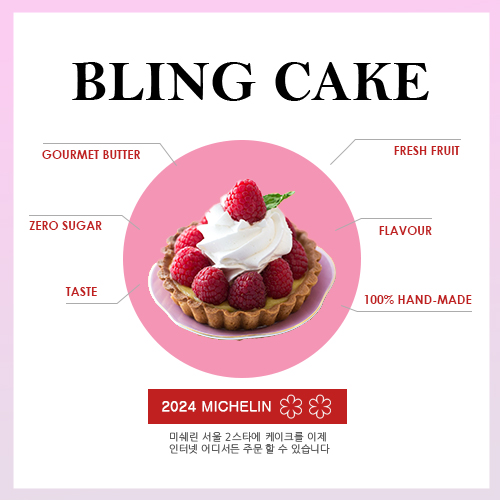 BLING CAKE
GOURMET BUTTER
FRESH FRUIT
ZERO SUGAR
FLAVOUR
TASTE
100% HAND-MADE
2024 MICHELIN
미쉐린 서울 2스타에 케이크를 이제
인터넷 어디서든 주문 할 수 있습니다